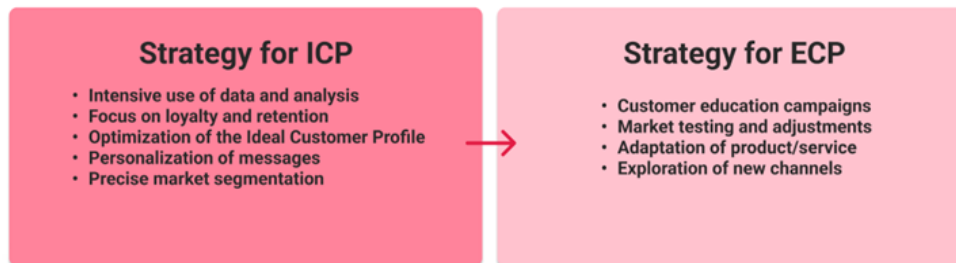 Strategy for ICP
• Intensive use of data and analysis
• Focus on loyalty and retention
• Optimization of the Ideal Customer Profile
• Personalization of messages
• Precise market segmentation
Strategy for ECP
• Customer education campaigns
• Market testing and adjustments
• Adaptation of product/service
• Exploration of new channels